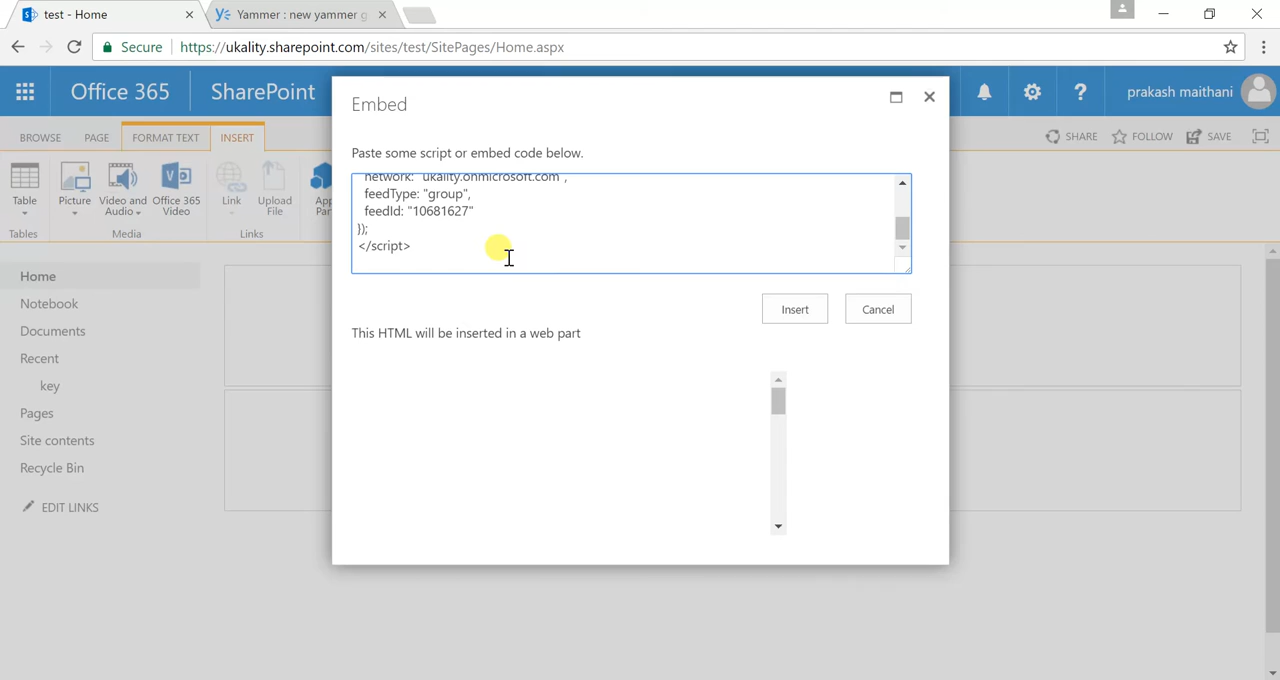 test - Home
Yammer : new yammer g
Secure
https://ukality.sharepoint.com/sites/test/SitePages/Home.aspx
Office 365
SharePoint
prakash maithani
BROWSE
PAGE
FORMAT TEXT
INSERT
SHARE
FOLLOW
SAVE
Table
Picture
Video and Audio
Office 365 Video
Link
Upload File
App Par
Tables
Media
Links
Embed
Paste some script or embed code below.
network: "ukality.onmicrosoft.com",
feedType: "group",
feedId: "10681627"
});
</script>
Insert
Cancel
This HTML will be inserted in a web part
Home
Notebook
Documents
Recent
key
Pages
Site contents
Recycle Bin
EDIT LINKS